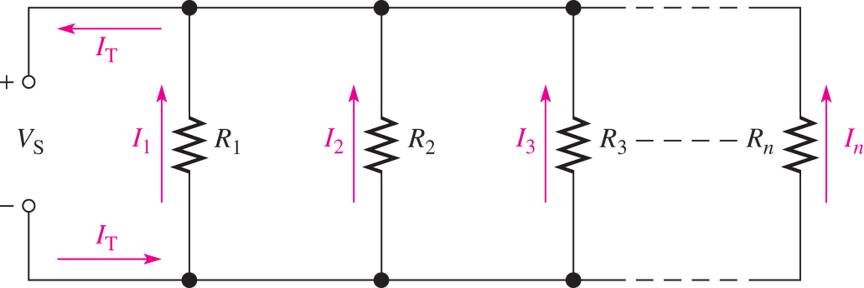 I_T
+
V_S I_1 R_1 I_2 R_2 I_3 R_3 R_n I_n
−
I_T